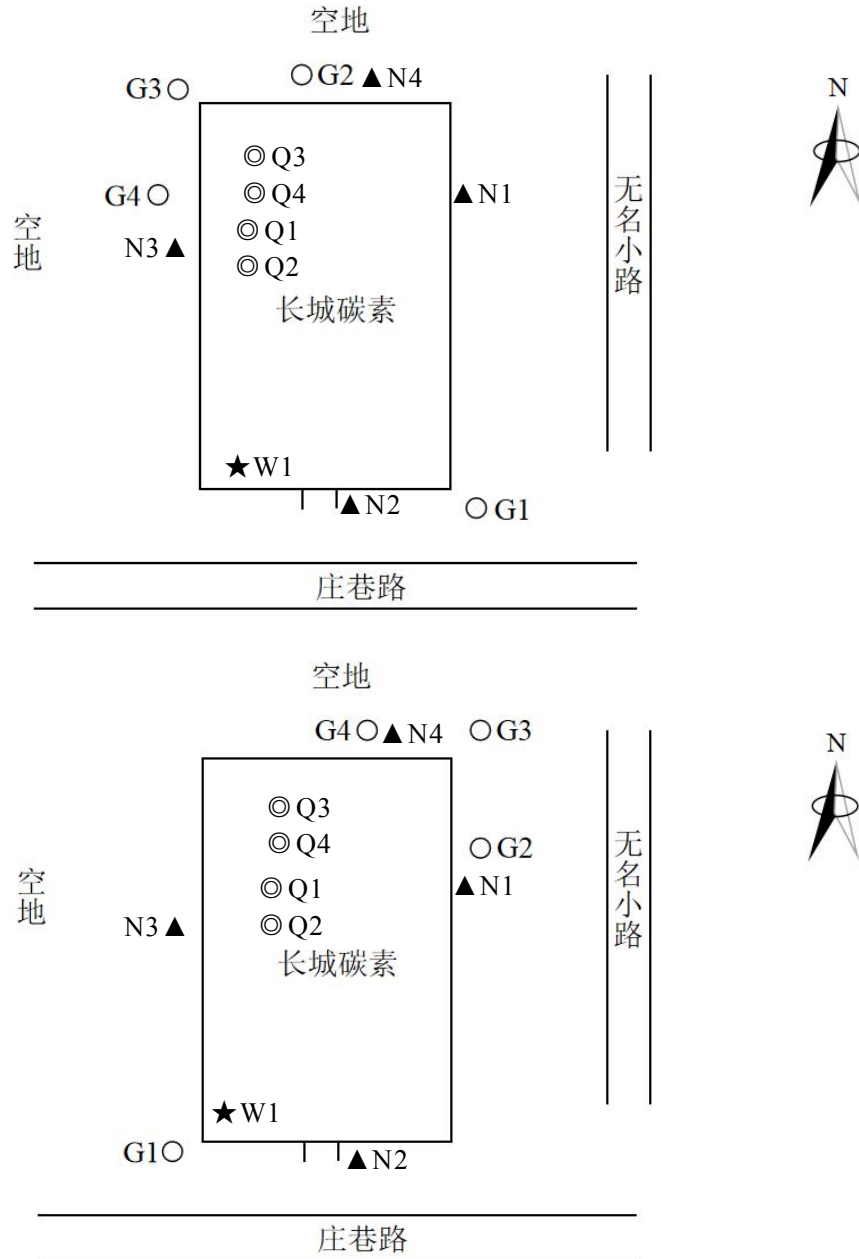 空地
G3 G2 N4
N
Q3
G4 Q4 N1
空地
无名小路
N3 Q1
Q2
长城碳素
W1
N2 G1
庄巷路
空地
G4 N4 G3
N
Q3
Q4 G2
空地
无名小路
Q1 N1
N3 Q2
长城碳素
W1
G1 N2
庄巷路